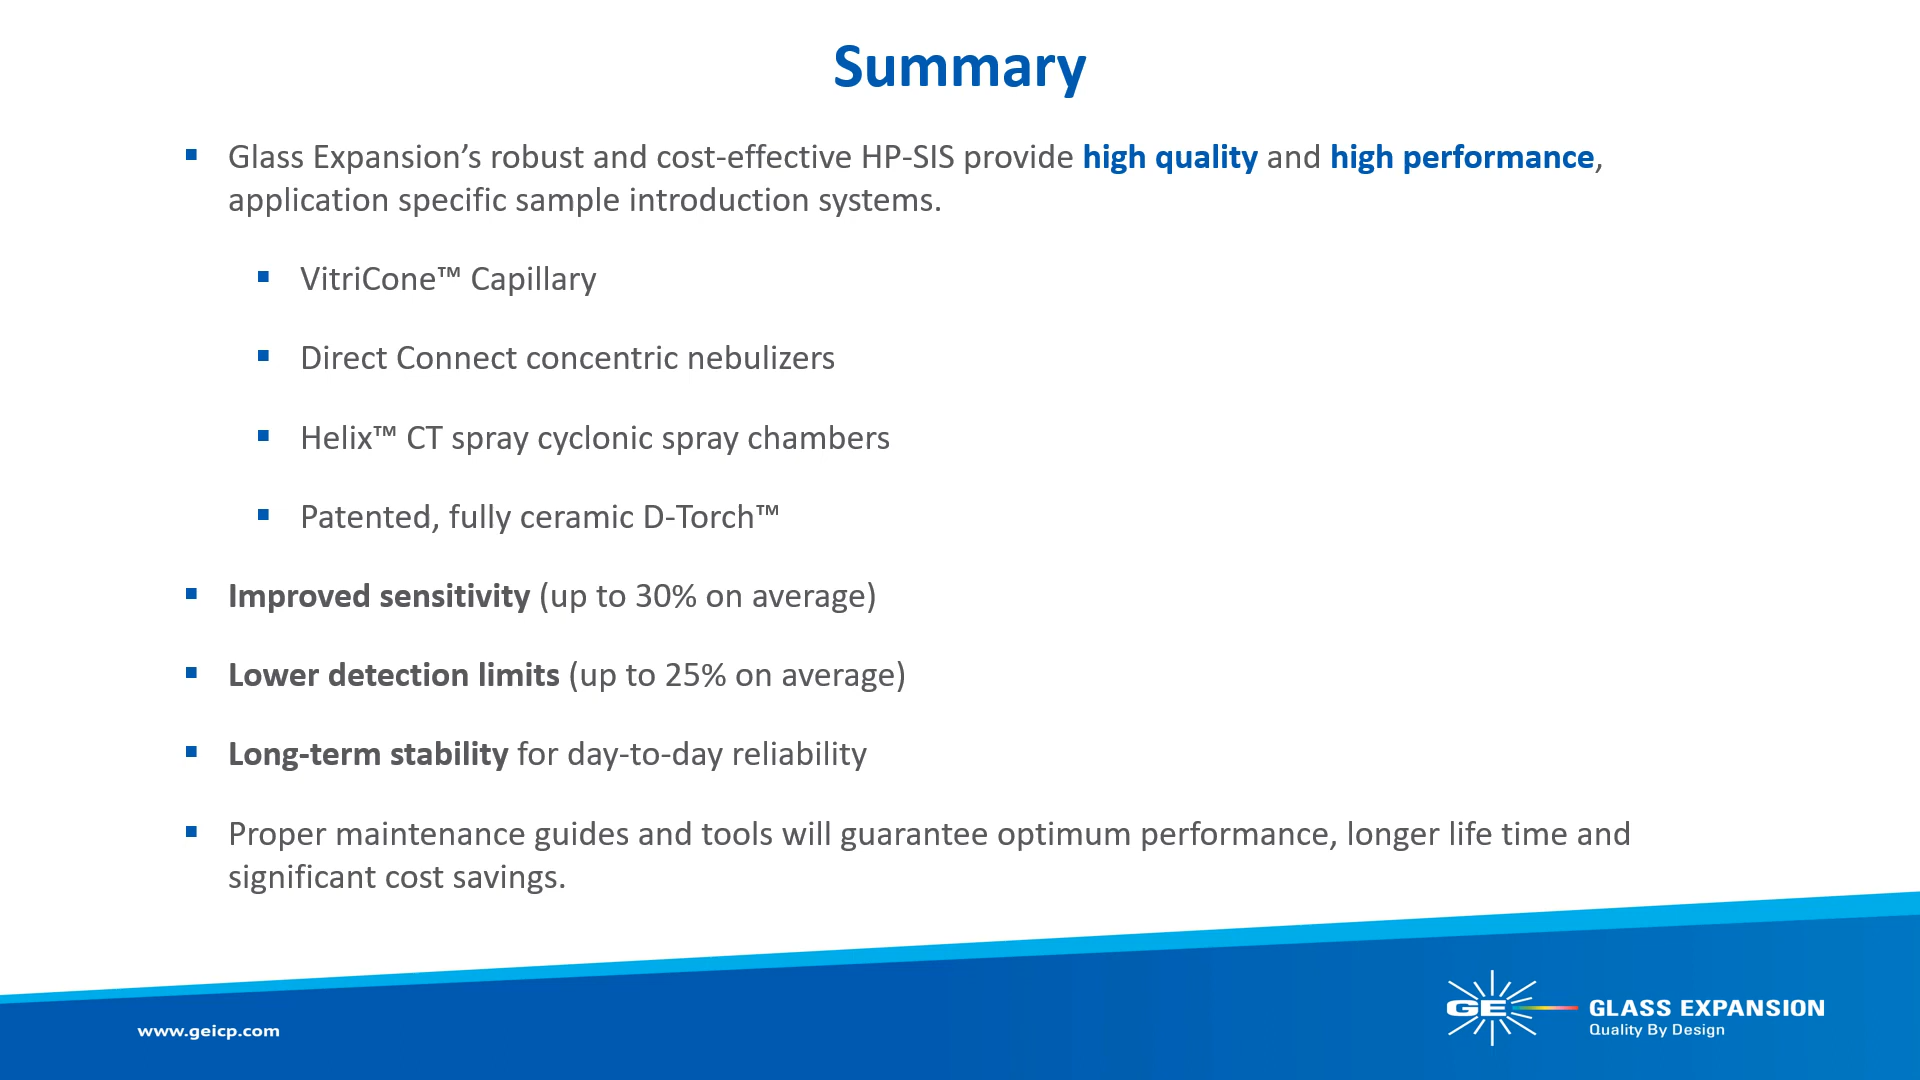 Summary
Glass Expansion’s robust and cost-effective HP-SIS provide high quality and high performance,
application specific sample introduction systems.
VitriCone™ Capillary
Direct Connect concentric nebulizers
Helix™ CT spray cyclonic spray chambers
Patented, fully ceramic D-Torch™
Improved sensitivity (up to 30% on average)
Lower detection limits (up to 25% on average)
Long-term stability for day-to-day reliability
Proper maintenance guides and tools will guarantee optimum performance, longer life time and
significant cost savings.
www.geicp.com
GE
GLASS EXPANSION
Quality By Design